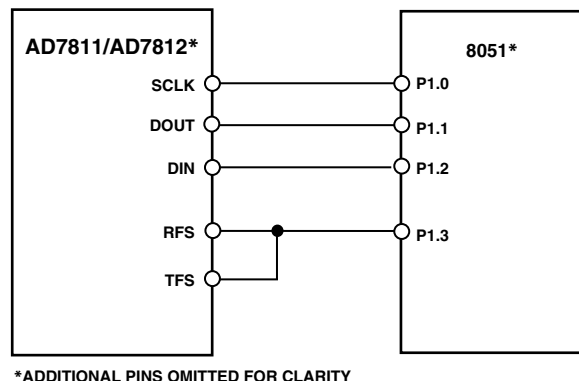 AD7811/AD7812*
8051*
SCLK
P1.0
DOUT
P1.1
DIN
P1.2
RFS
P1.3
TFS
*ADDITIONAL PINS OMITTED FOR CLARITY